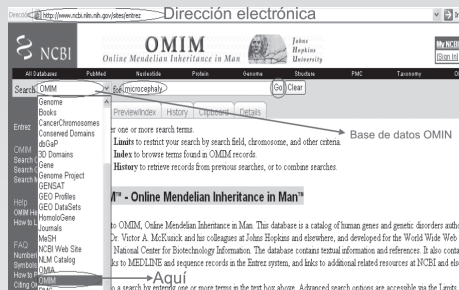 Dirección http://www.ncbi.nlm.nih.gov/sites/entrez Dirección electrónica
NCBI
OMIM
Online Mendelian Inheritance in Man
Johns
Hopkins
University
My NCBI
[Sign In]
All Databases PubMed Nucleotide Protein Genome Structure PMC Taxonomy
Search OMIM for microcephaly Go Clear
Preview/Index History Clipboard Details
Genome
Books
CancerChromosomes
Conserved Domains
dbGaP
3D Domains
Gene
Genome Project
GENSAT
GEO Profiles
GEO DataSets
HomoloGene
Journals
MeSH
NCBI Web Site
NLM Catalog
OMIA
OMIM
Entrez
OMIM
Help
FAQ
er one or more search terms.
Limits to restrict your search by search field, chromosome, and other criteria.
Index to browse terms found in OMIM records.
History to retrieve records from previous searches, or to combine searches.
Base de datos OMIN
M™ - Online Mendelian Inheritance in Man™
to OMIM, Online Mendelian Inheritance in Man. This database is a catalog of human genes and genetic disorders autho
Dr. Victor A. McKusick and his colleagues at Johns Hopkins and elsewhere, and developed for the World Wide Web
National Center for Biotechnology Information. The database contains textual information and references. It also conta
ks to MEDLINE and sequence records in the Entrez system, and links to additional related resources at NCBI and else
Aquí
o a search by entering one or more terms in the text box above. Advanced search options are accessible via the Limits